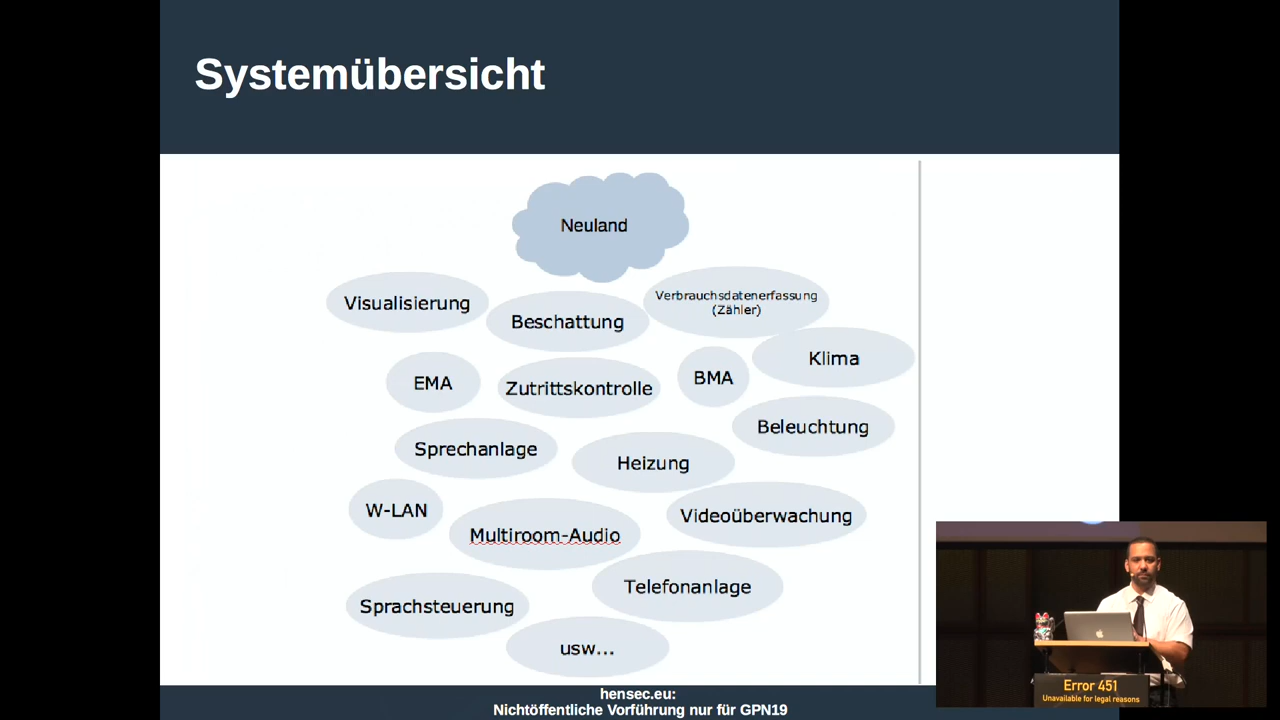 Systemübersicht
Neuland
Visualisierung
Beschattung
Verbrauchsdatenerfassung
(Zähler)
Klima
EMA
Zutrittskontrolle
BMA
Beleuchtung
Sprechanlage
Heizung
W-LAN
Multiroom-Audio
Videoüberwachung
Sprachsteuerung
Telefonanlage
usw...
hensec.eu:
Nichtöffentliche Vorführung nur für GPN19
Error 451
Unavailable for legal reasons